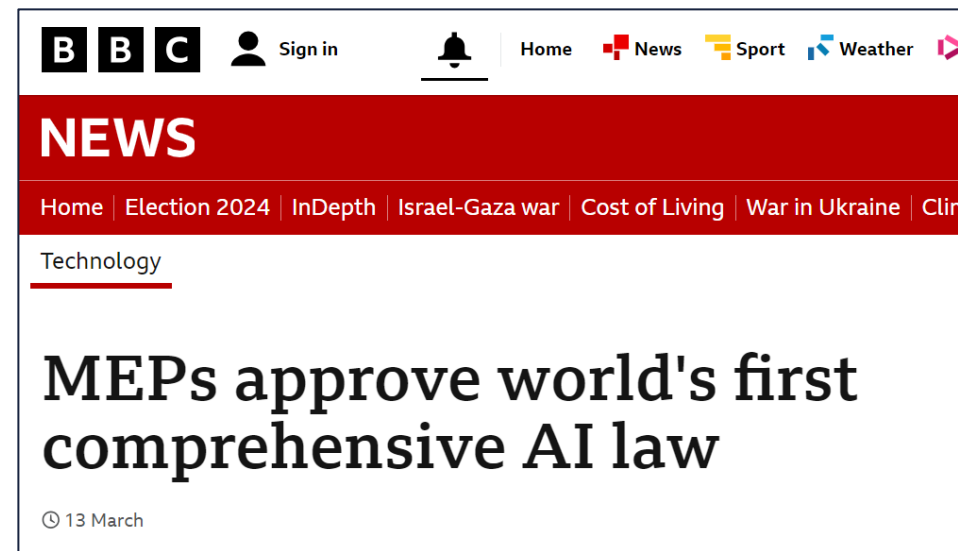 BBC Sign in Home News Sport Weather
NEWS
Home Election 2024 InDepth Israel-Gaza war Cost of Living War in Ukraine
Technology
MEPs approve world's first
comprehensive AI law
13 March